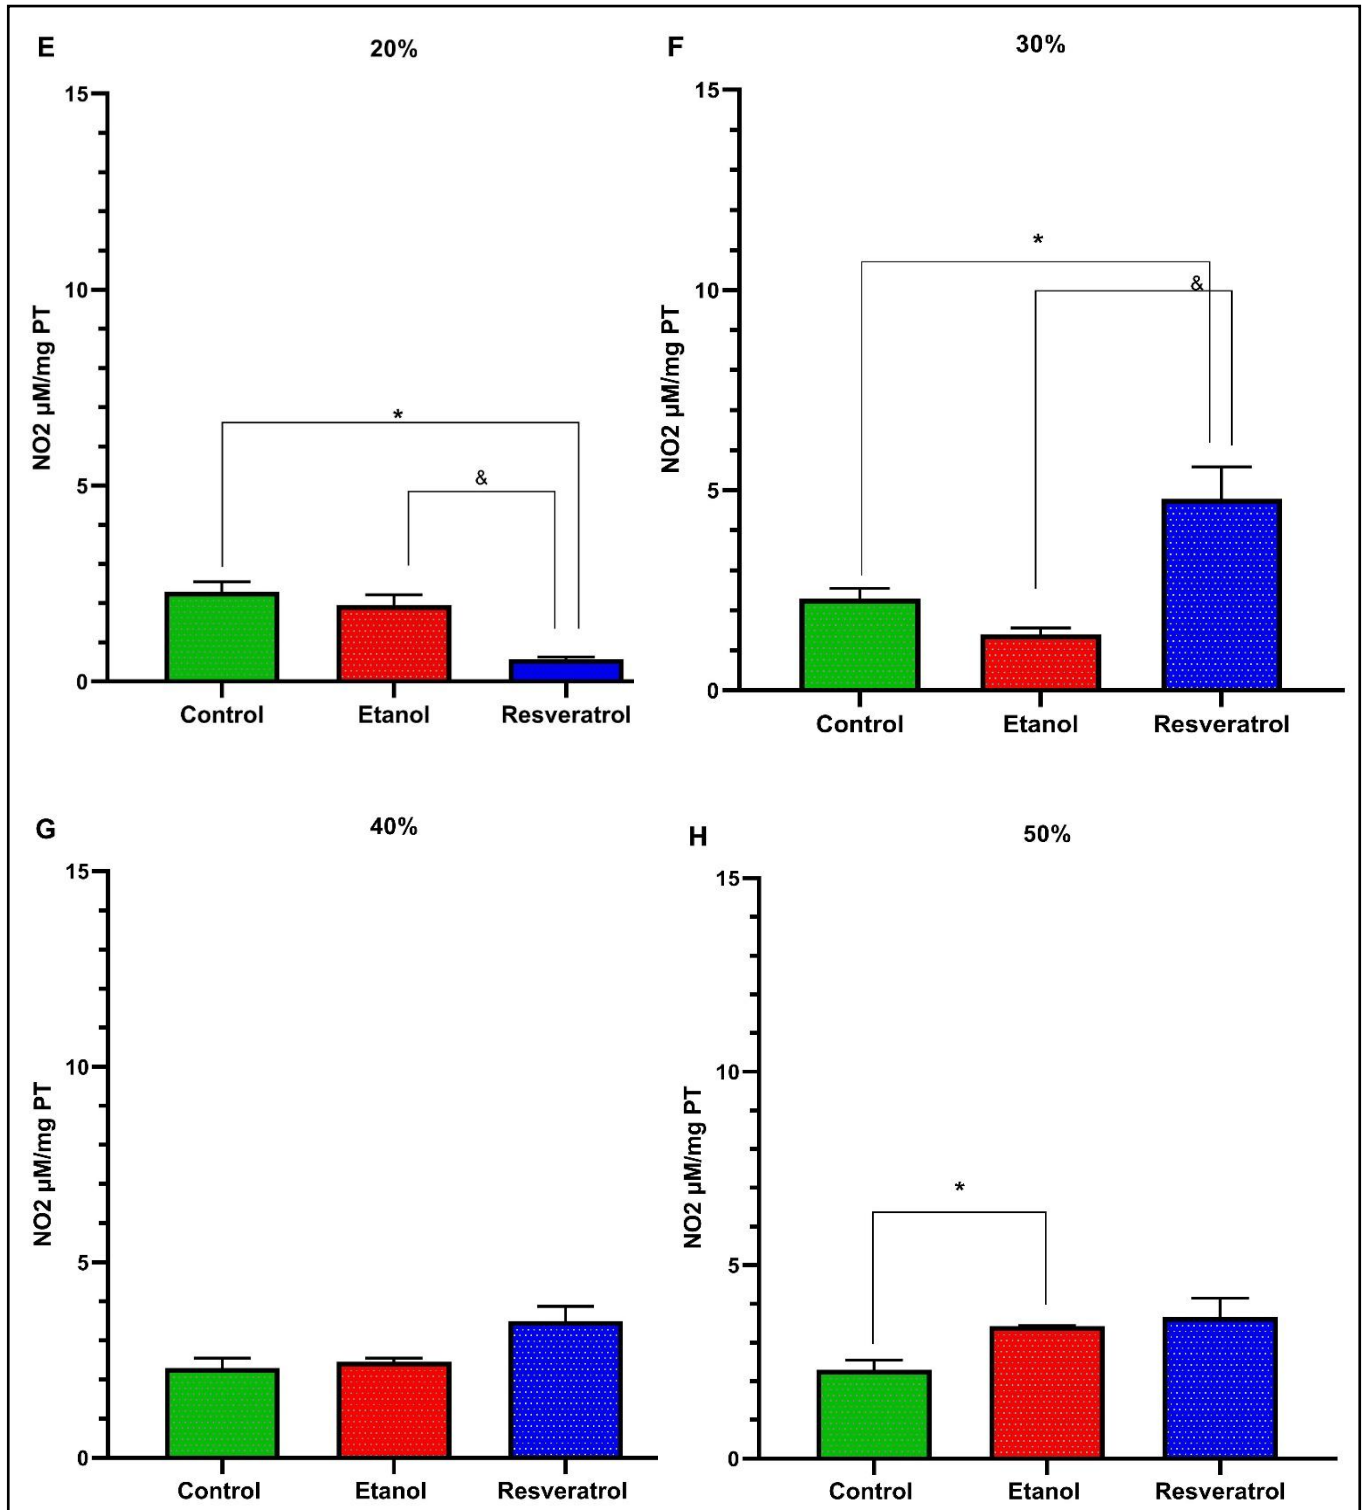 E
20%
15
10
5
0
NO2 µM/mg PT
*
&
Control Etanol Resveratrol
F
30%
15
10
5
0
NO2 µM/mg PT
*
&
Control Etanol Resveratrol
G
40%
15
10
5
0
NO2 µM/mg PT
Control Etanol Resveratrol
H
50%
15
10
5
0
NO2 µM/mg PT
*
Control Etanol Resveratrol